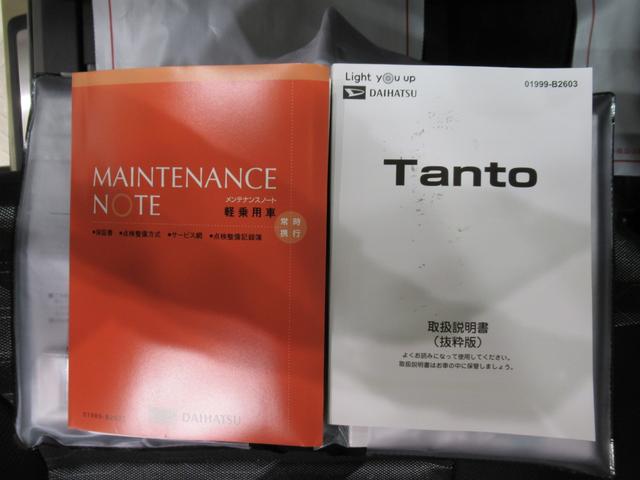 MAINTENANCE
NOTE
メンテナンスノート
軽乗用車
常時
携行
●保証書 ●点検整備方式 ●サービス網 ●点検整備記録簿
DAIHATSU
Light you up
DAIHATSU
01999-B2603
Tanto
取扱説明書
(抜粋版)
よくお読みになって使用してください。
取扱説明書はお車の中に保管しましょう。